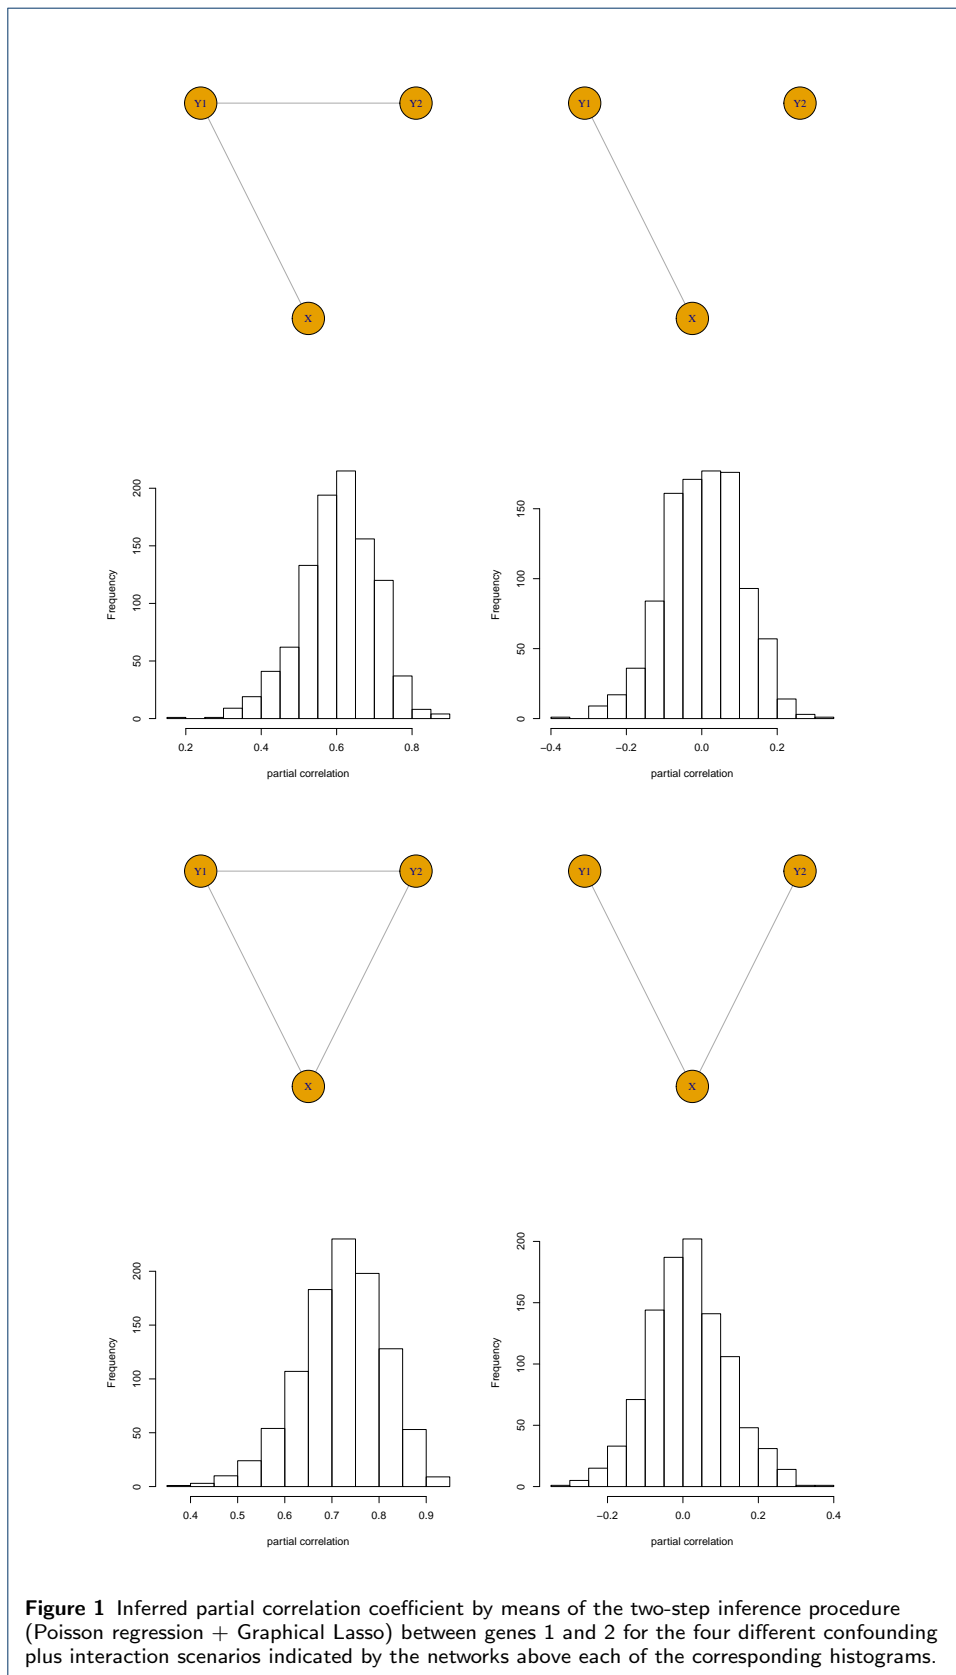 Y1 Y2 Y1 Y2
X X
Frequency 0 50 100 150 200
0.2 0.4 0.6 0.8
partial correlation
Frequency 0 50 100 150
−0.4 −0.2 0.0 0.2
partial correlation
Y1 Y2 Y1 Y2
X X
Frequency 0 50 100 150 200
0.4 0.5 0.6 0.7 0.8 0.9
partial correlation
Frequency 0 50 100 150 200
−0.2 0.0 0.2 0.4
partial correlation
Figure 1 Inferred partial correlation coefficient by means of the two-step inference procedure
(Poisson regression + Graphical Lasso) between genes 1 and 2 for the four different confounding
plus interaction scenarios indicated by the networks above each of the corresponding histograms.